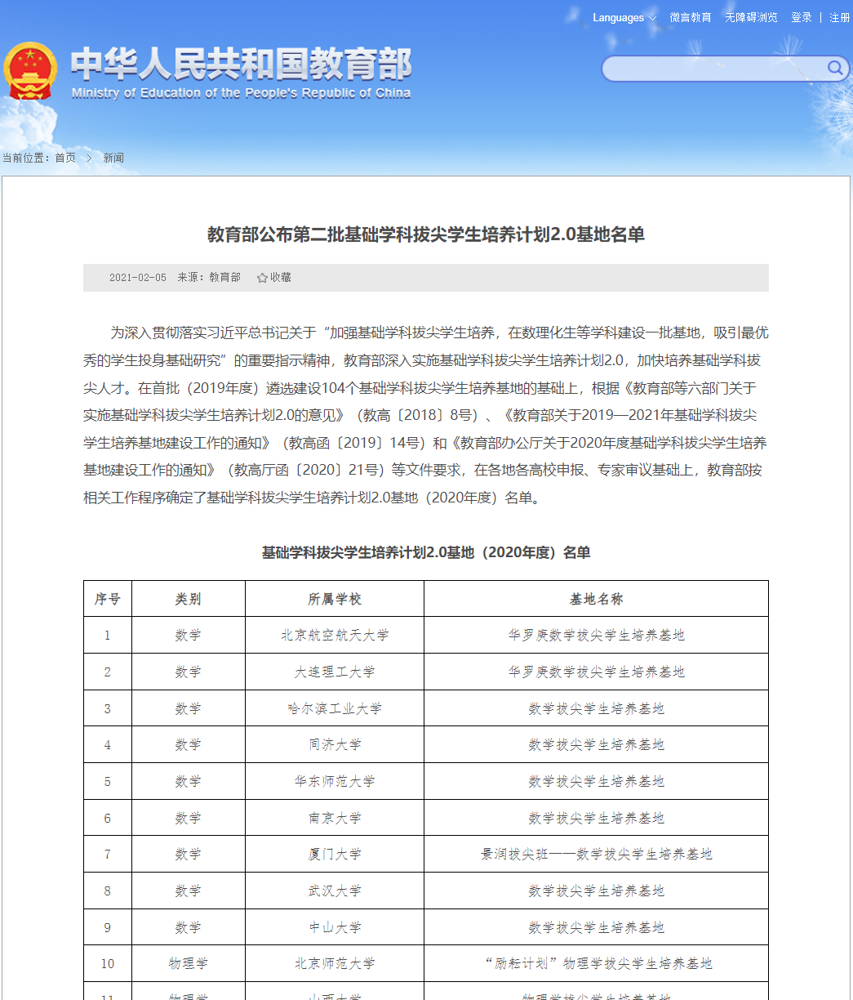 Languages 微言教育 无障碍浏览 登录 | 注册
中华人民共和国教育部
Ministry of Education of the People's Republic of China
当前位置：首页 > 新闻
教育部公布第二批基础学科拔尖学生培养计划2.0基地名单
2021-02-05 来源：教育部 收藏
为深入贯彻落实习近平总书记关于“加强基础学科拔尖学生培养，在数理化生等学科建设一批基地，吸引最优
秀的学生投身基础研究”的重要指示精神，教育部深入实施基础学科拔尖学生培养计划2.0，加快培养基础学科拔
尖人才。在首批（2019年度）遴选建设104个基础学科拔尖学生培养基地的基础上，根据《教育部等六部门关于
实施基础学科拔尖学生培养计划2.0的意见》（教高〔2018〕8号）、《教育部关于2019—2021年基础学科拔尖
学生培养基地建设工作的通知》（教高函〔2019〕14号）和《教育部办公厅关于2020年度基础学科拔尖学生培养
基地建设工作的通知》（教高厅函〔2020〕21号）等文件要求，在各地各高校申报、专家审议基础上，教育部按
相关工作程序确定了基础学科拔尖学生培养计划2.0基地（2020年度）名单。
基础学科拔尖学生培养计划2.0基地（2020年度）名单
序号 类别 所属学校 基地名称
1 数学 北京航空航天大学 华罗庚数学拔尖学生培养基地
2 数学 大连理工大学 华罗庚数学拔尖学生培养基地
3 数学 哈尔滨工业大学 数学拔尖学生培养基地
4 数学 同济大学 数学拔尖学生培养基地
5 数学 华东师范大学 数学拔尖学生培养基地
6 数学 南京大学 数学拔尖学生培养基地
7 数学 厦门大学 景润拔尖班——数学拔尖学生培养基地
8 数学 武汉大学 数学拔尖学生培养基地
9 数学 中山大学 数学拔尖学生培养基地
10 物理学 北京师范大学 “励耘计划”物理学拔尖学生培养基地
11 物理学 山西大学 物理学拔尖学生培养基地